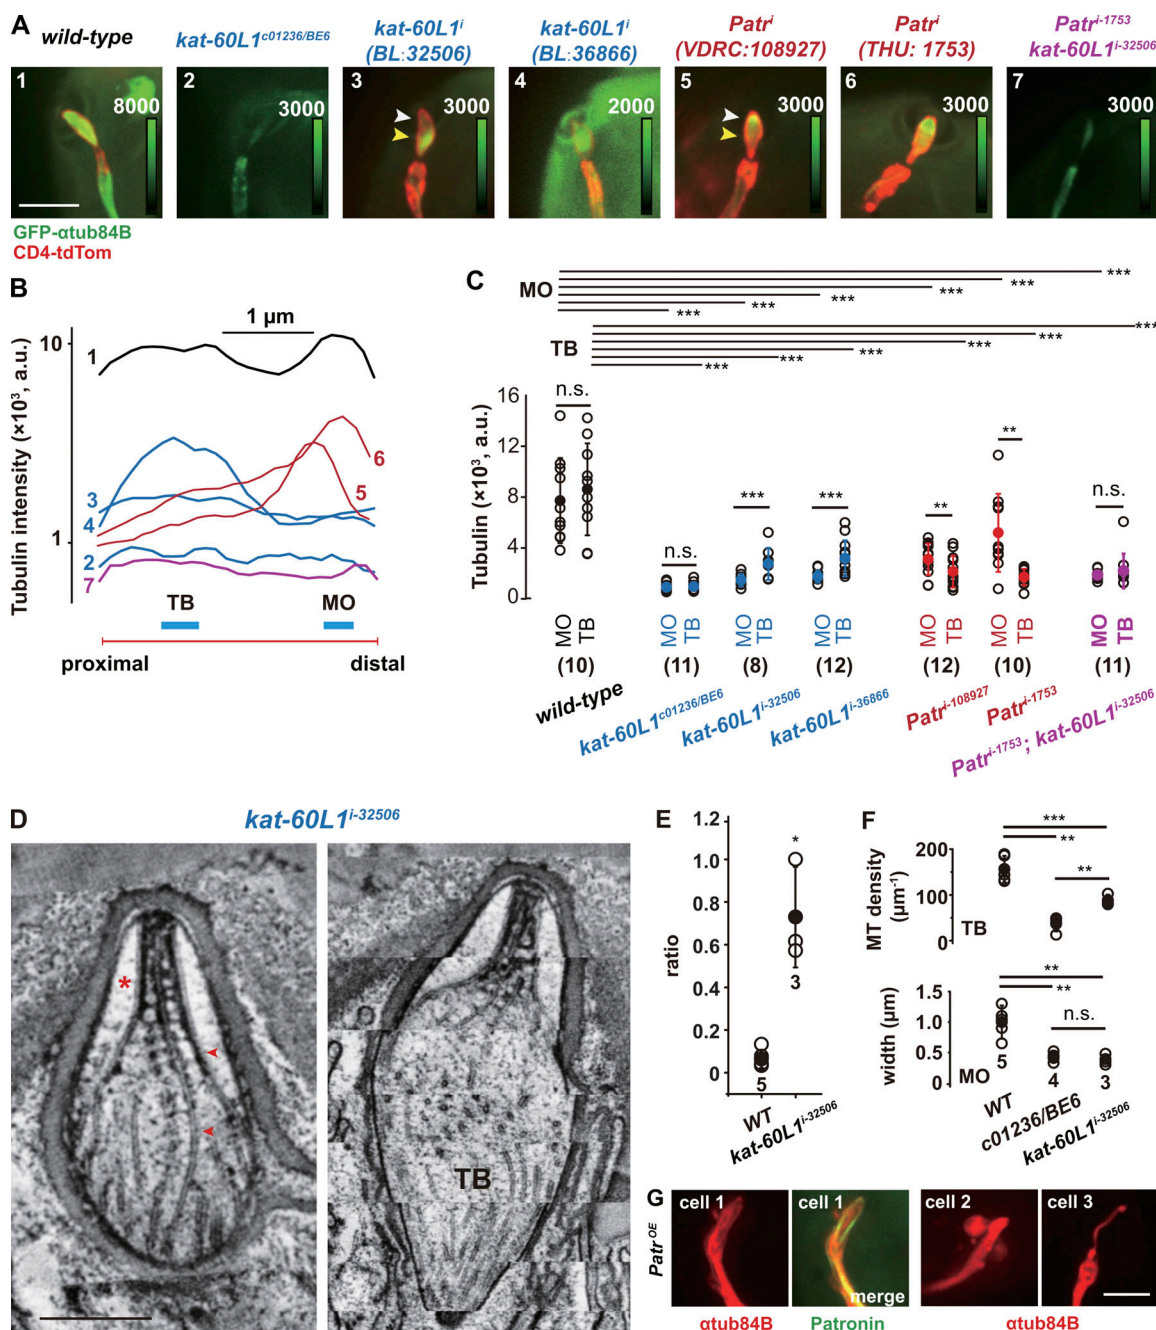 A
wild-type
kat-60L1c01236/BE6
kat-60L1i
(BL:32506)
kat-60L1i
(BL:36866)
Patri
(VDRC:108927)
Patri
(THU: 1753)
Patri-1753
kat-60L1i-32506
1
8000
2
3000
3
3000
4
2000
5
3000
6
3000
7
3000
GFP-αtub84B
CD4-tdTom
B
Tubulin intensity (×10³, a.u.)
10
1
1 µm
1
3
4
2
7
6
5
TB
MO
proximal
distal
C
MO
***
***
***
***
***
***
TB
***
***
***
***
***
***
Tubulin (×10³, a.u.)
16
12
8
4
0
n.s.
n.s.
***
***
**
**
n.s.
MO TB
MO TB
MO TB
MO TB
MO TB
MO TB
MO TB
(10)
(11)
(8)
(12)
(12)
(10)
(11)
wild-type
kat-60L1c01236/BE6
kat-60L1i-32506
kat-60L1i-36866
Patri-108927
Patri-1753
Patri-1753; kat-60L1i-32506
D
kat-60L1i-32506
*
TB
E
ratio
1.2
1.0
0.8
0.6
0.4
0.2
0
*
5
3
WT
kat-60L1i-32506
F
MT density
(µm-1)
200
100
0
TB
***
**
**
width (µm)
1.5
1.0
0.5
0
MO
**
**
n.s.
5
4
3
WT
c01236/BE6
kat-60L1i-32506
G
PatrOE
cell 1
cell 1
merge
cell 2
cell 3
αtub84B
Patronin
αtub84B